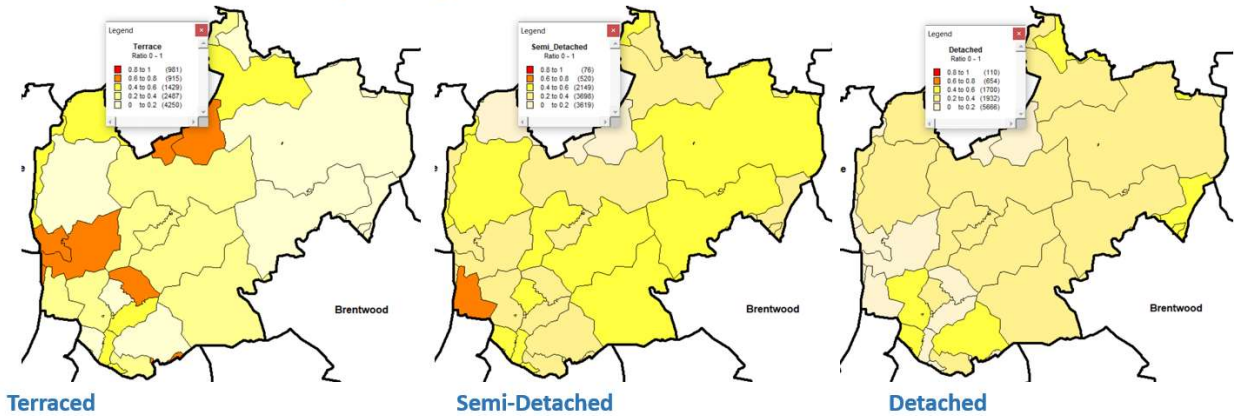 Legend
Terrace
Ratio 0 - 1
0.8 to 1 (981)
0.6 to 0.8 (915)
0.4 to 0.6 (1429)
0.2 to 0.4 (2487)
0 to 0.2 (4250)
Brentwood
Terraced
Legend
Semi_Detached
Ratio 0 - 1
0.8 to 1 (76)
0.6 to 0.8 (520)
0.4 to 0.6 (2149)
0.2 to 0.4 (3698)
0 to 0.2 (3619)
Brentwood
Semi-Detached
e
Legend
Detached
Ratio 0 - 1
0.8 to 1 (110)
0.6 to 0.8 (654)
0.4 to 0.6 (1700)
0.2 to 0.4 (1932)
0 to 0.2 (5666)
Brentwood
Detached